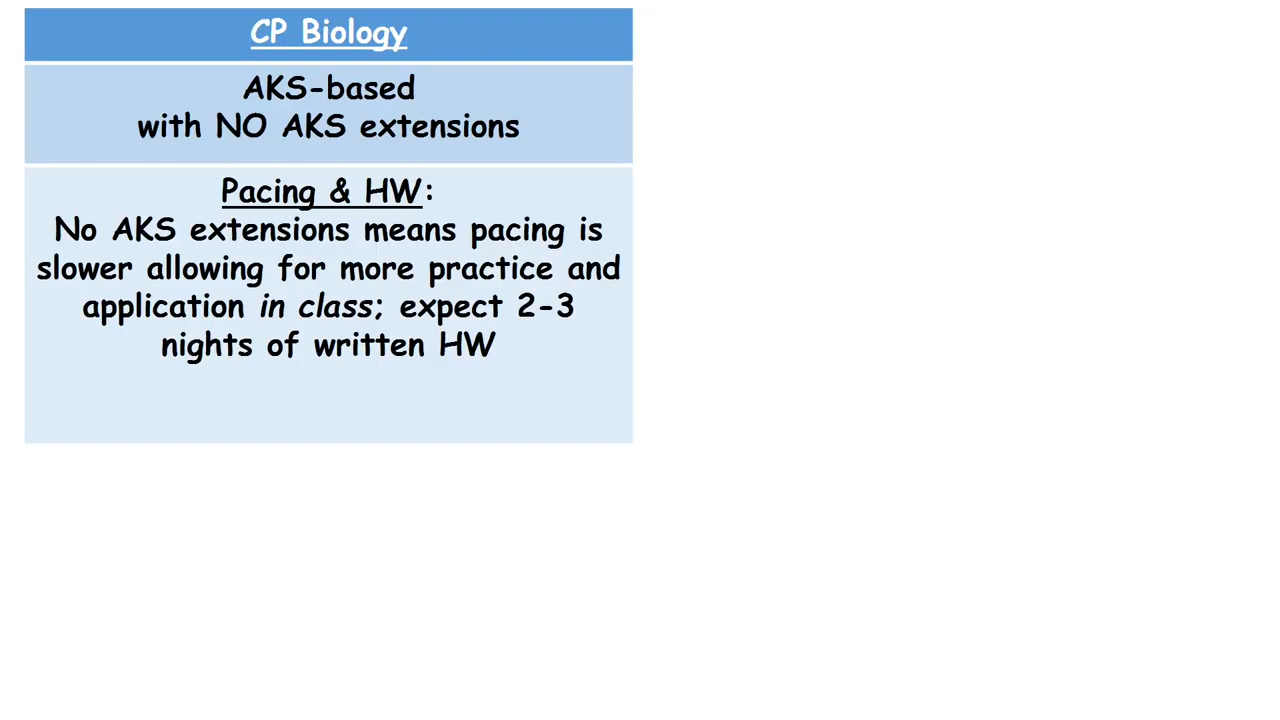 CP Biology
AKS-based
with NO AKS extensions
Pacing & HW:
No AKS extensions means pacing is
slower allowing for more practice and
application in class; expect 2-3
nights of written HW